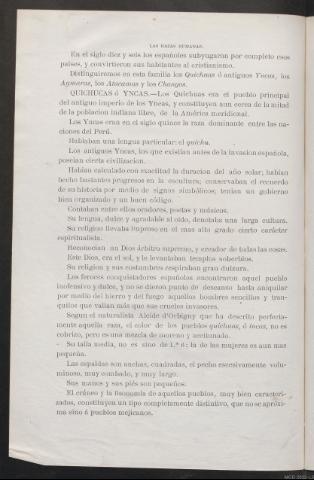 LAS RAZAS HUMANAS.
En el siglo diez y seis los españoles subyugaron por completo esos
países, y convirtieron sus habitantes al cristianismo.
Distinguiremos en esta familia los Quichuas ó antiguos Yncas, los
Aymaras, los Atacamas y los Changos.
QUICHUAS ó YNCAS.—Los Quichuas era el pueblo principal
del antiguo imperio de los Yncas, y constituyen aun cerca de la mitad
de la poblacion indiana libre, de la América meridional.
Los Yncas eran en el siglo quince la raza dominante entre las na-
ciones del Perú.
Hablaban una lengua particular: el quichu.
Los antiguos Yncas, los que existian antes de la invasion española,
poseian cierta civilizacion.
Habian calculado con exactitud la duracion del año solar; habian
hecho bastantes progresos en la escultura; conservaban el recuerdo
de su historia por medio de signos simbólicos; tenian un gobierno
bien organizado y un buen código.
Contaban entre ellos oradores, poetas y músicos.
Su lengua, dulce y agradable al oido, denotaba una larga cultura.
Su religion llevaba impreso en el mas alto grado cierto carácter
espiritualista.
Reconocian un Dios árbitro supremo, y creador de todas las cosas.
Este Dios, era el sol, y le levantaban templos soberbios.
Su religion y sus costumbres respiraban gran dulzura.
Los feroces conquistadores españoles encontraron aquel pueblo
inofensivo y dulce, y no se dieron punto de descanso hasta aniquilar
por medio del hierro y del fuego aquellos hombres sencillos y tran-
quilos que valian más que sus crueles invasores.
Segun el naturalista Alcide d'Orbigny que ha descrito perfecta-
mente aquella raza, el color de los pueblos quichuas, ó incas, no es
cobrizo, pero es una mezcla de moreno y aceitunado.
Su talla media, no es sino de 1.m 6: la de las mujeres es aun mas
pequeña.
Las espaldas son anchas, cuadradas, el pecho escesivamente volu-
minoso, muy combado, y muy largo.
Sus manos y sus piés son pequeños.
El cráneo y la fisonomía de aquellos pueblos, muy bien caracteri-
zados, constituyen un tipo completamente distintivo, que no se aproxi-
ma sino á pueblos mejicanos.